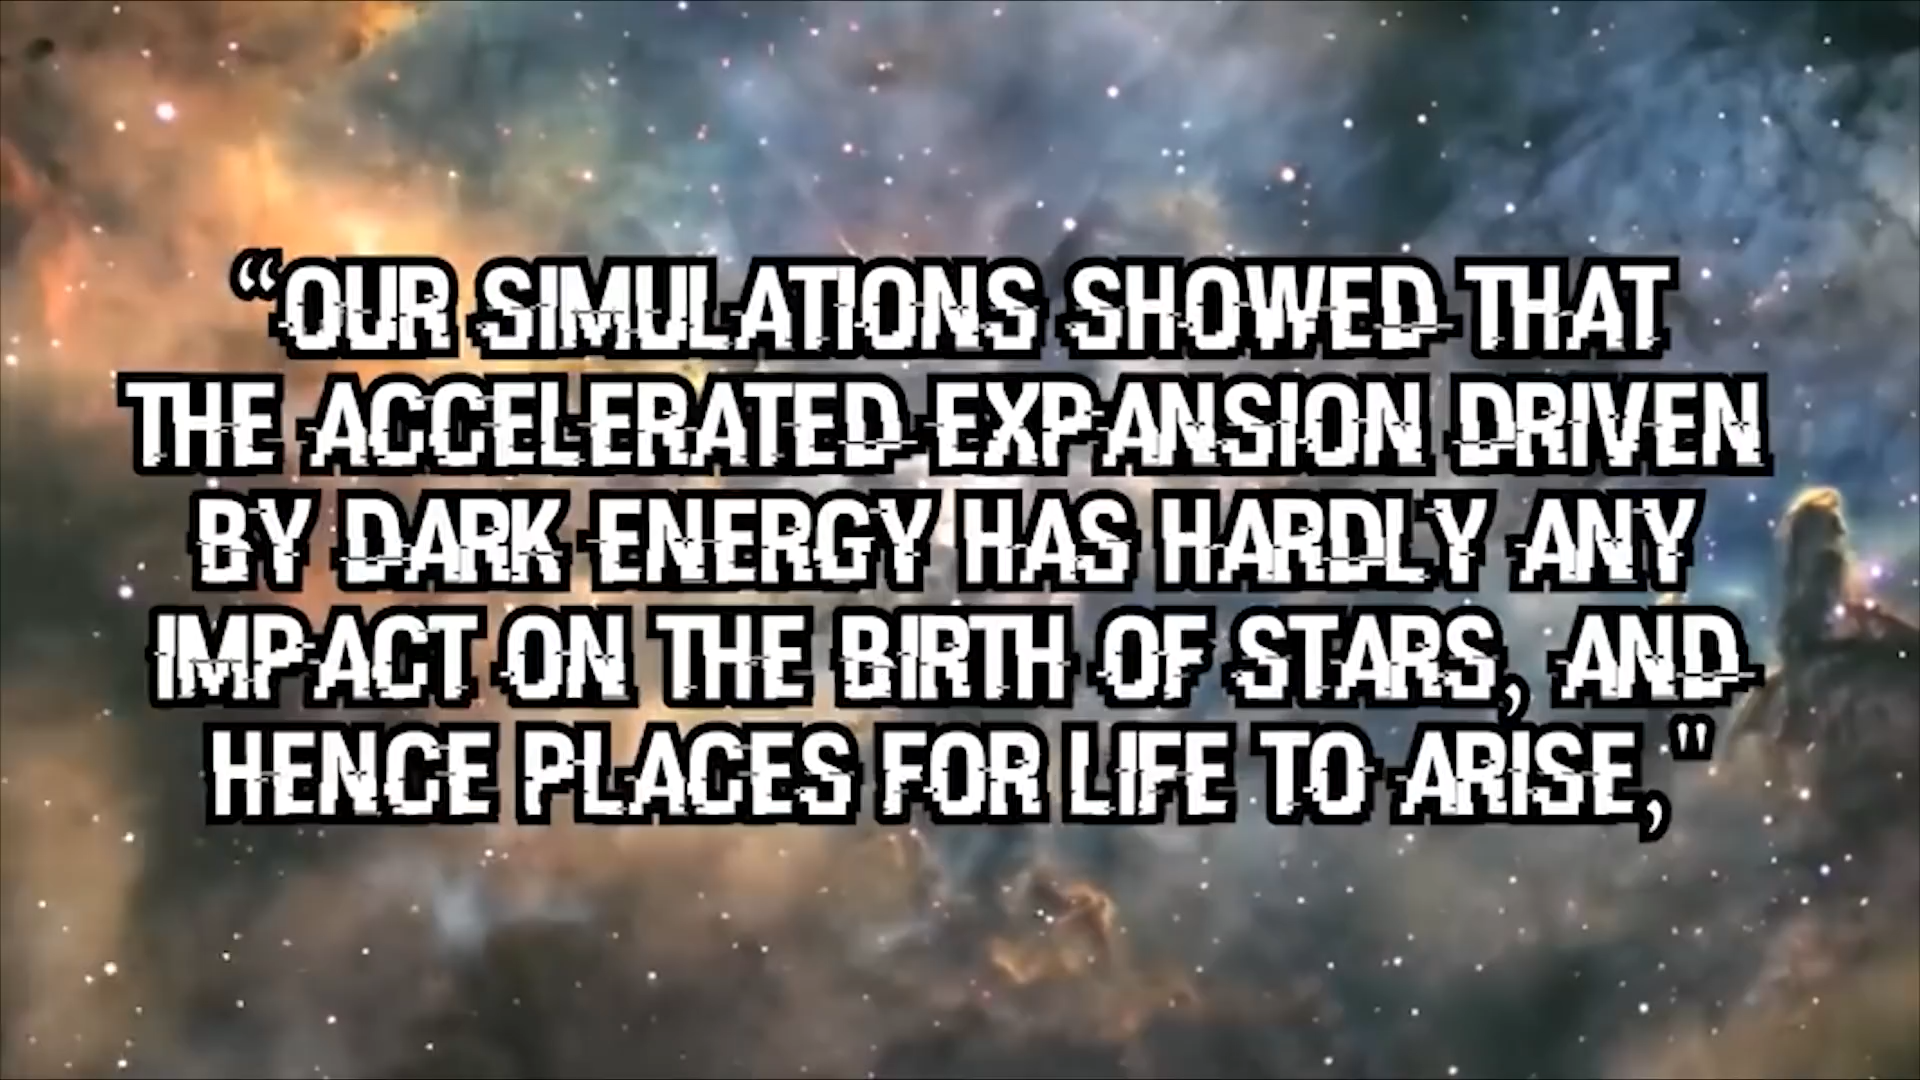 “OUR SIMULATIONS SHOWED THAT
THE ACCELERATED EXPANSION DRIVEN
BY DARK ENERGY HAS HARDLY ANY
IMPACT ON THE BIRTH OF STARS, AND
HENCE PLACES FOR LIFE TO ARISE,"